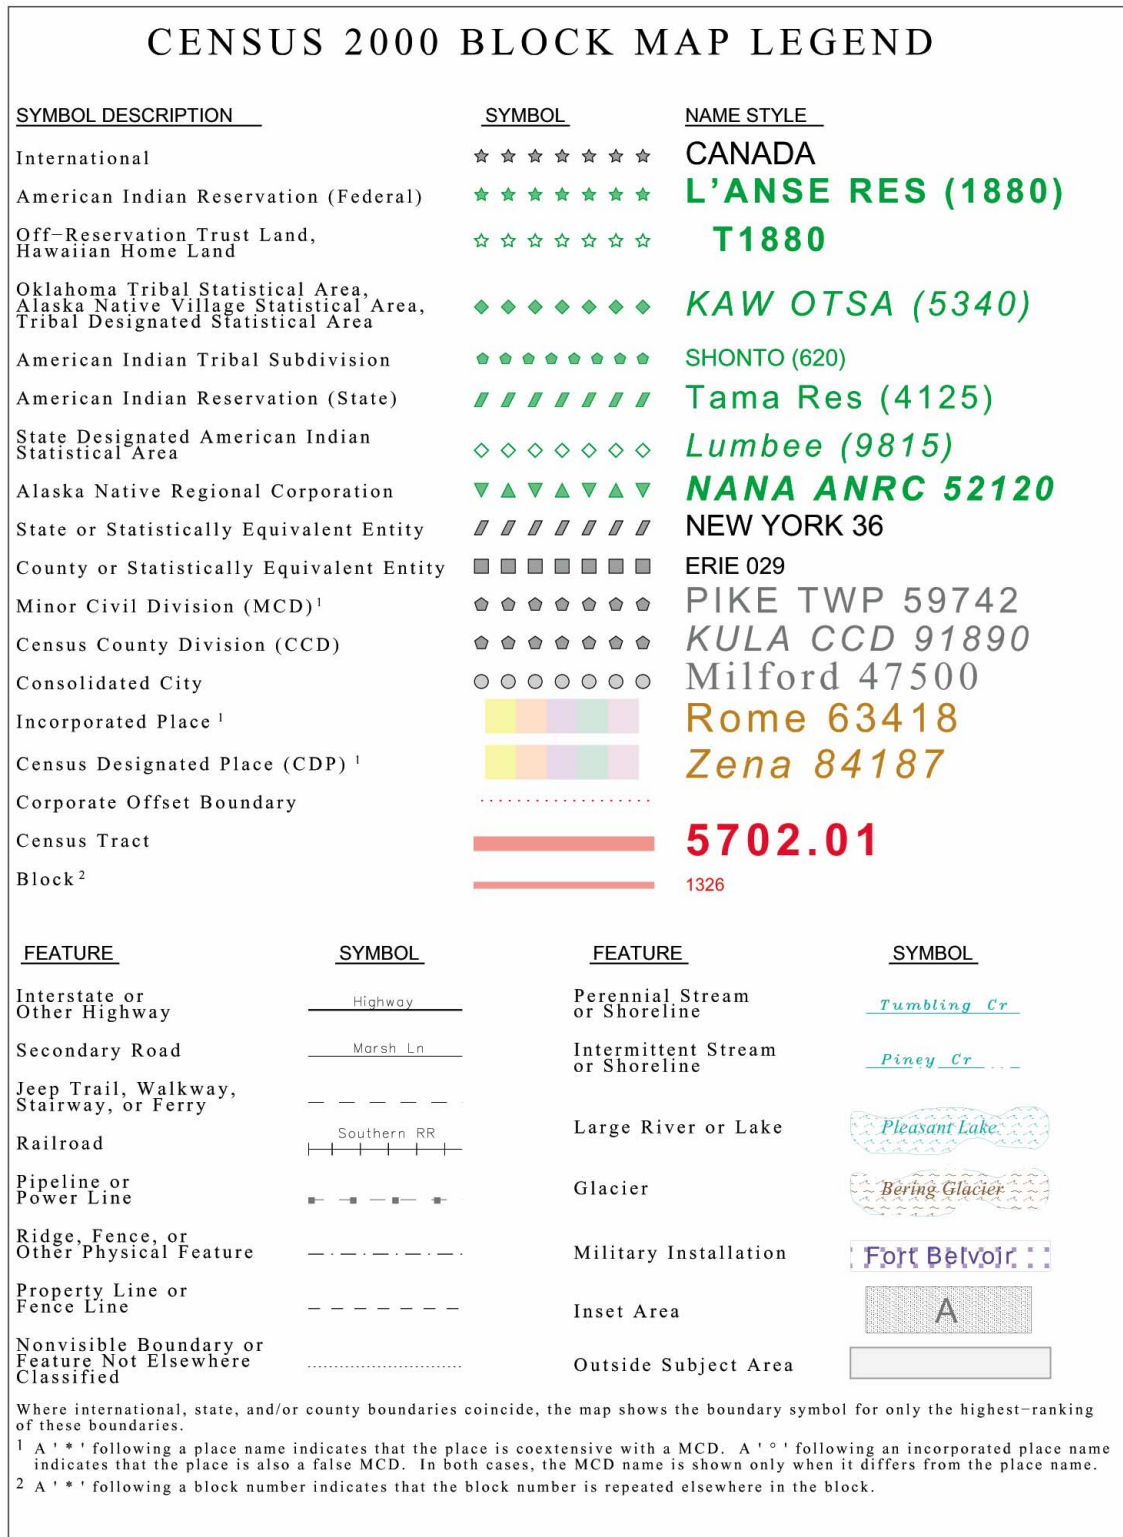 CENSUS 2000 BLOCK MAP LEGEND
SYMBOL DESCRIPTION SYMBOL NAME STYLE
International CANADA
American Indian Reservation (Federal) L'ANSE RES (1880)
Off-Reservation Trust Land,
Hawaiian Home Land T1880
Oklahoma Tribal Statistical Area,
Alaska Native Village Statistical Area,
Tribal Designated Statistical Area KAW OTSA (5340)
American Indian Tribal Subdivision SHONTO (620)
American Indian Reservation (State) Tama Res (4125)
State Designated American Indian
Statistical Area Lumbee (9815)
Alaska Native Regional Corporation NANA ANRC 52120
State or Statistically Equivalent Entity NEW YORK 36
County or Statistically Equivalent Entity ERIE 029
Minor Civil Division (MCD) 1 PIKE TWP 59742
Census County Division (CCD) KULA CCD 91890
Consolidated City Milford 47500
Incorporated Place 1 Rome 63418
Census Designated Place (CDP) 1 Zena 84187
Corporate Offset Boundary
Census Tract 5702.01
Block 2 1326
FEATURE SYMBOL
Interstate or
Other Highway Highway
Secondary Road Marsh Ln
Jeep Trail, Walkway,
Stairway, or Ferry
Railroad Southern RR
Pipeline or
Power Line
Ridge, Fence, or
Other Physical Feature
Property Line or
Fence Line
Nonvisible Boundary or
Feature Not Elsewhere
Classified
FEATURE SYMBOL
Perennial Stream
or Shoreline Tumbling Cr
Intermittent Stream
or Shoreline Piney Cr
Large River or Lake Pleasant Lake
Glacier Bering Glacier
Military Installation Fort Belvoir
Inset Area A
Outside Subject Area
Where international, state, and/or county boundaries coincide, the map shows the boundary symbol for only the highest-ranking
of these boundaries.
1 A ' * ' following a place name indicates that the place is coextensive with a MCD. A ' ° ' following an incorporated place name
indicates that the place is also a false MCD. In both cases, the MCD name is shown only when it differs from the place name.
2 A ' * ' following a block number indicates that the block number is repeated elsewhere in the block.